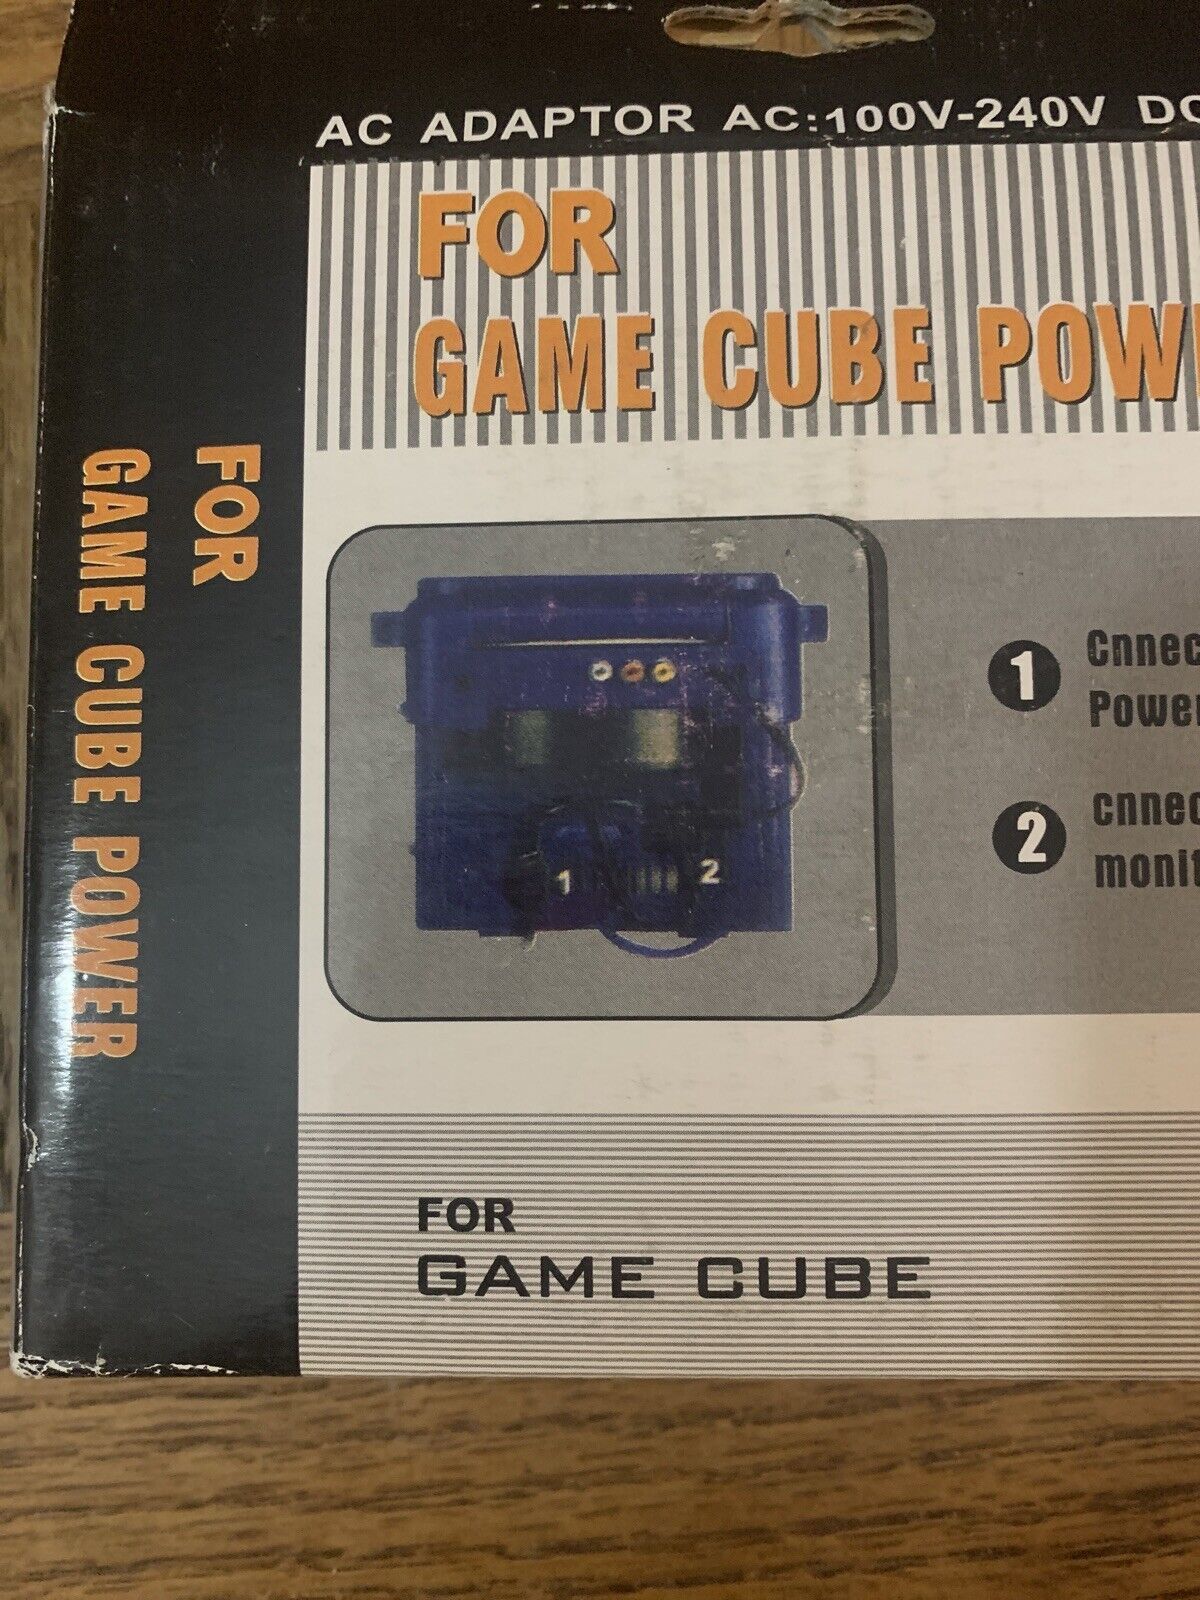 AC ADAPTOR AC:100V-240V DC
FOR
GAME CUBE POW
FOR
GAME CUBE POWER
1 Cnnec
Power
2 cnnec
monit
1 2
FOR
GAME CUBE